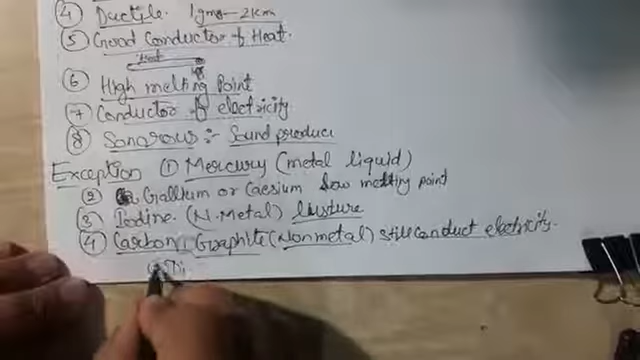 ④ Ductile. 1gms - 2km
⑤ Good Conductor of Heat.
Heat
⑥ High melting Point
⑦ Conductor of electricity
⑧ Sonorous :- Sound produce
Exception ① Mercury (metal liquid)
② Gallium or Caesium low melting point
③ Iodine. (N.Metal) lusture
④ Carbon, Graphite (Nonmetal) still conduct electricity.
Di